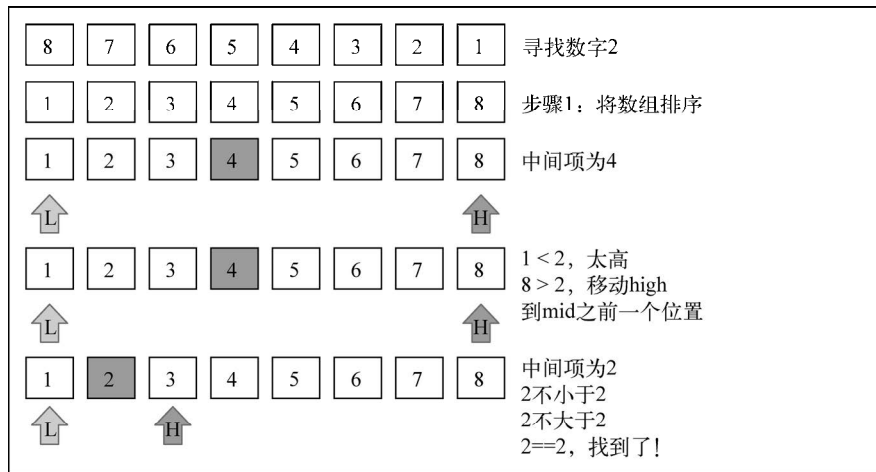 8 7 6 5 4 3 2 1 寻找数字2
1 2 3 4 5 6 7 8 步骤1：将数组排序
1 2 3 4 5 6 7 8 中间项为4
L H
1 2 3 4 5 6 7 8
1 < 2，太高
8 > 2，移动high
到mid之前一个位置
L H
1 2 3 4 5 6 7 8
中间项为2
2不小于2
2不大于2
2==2，找到了！
L H